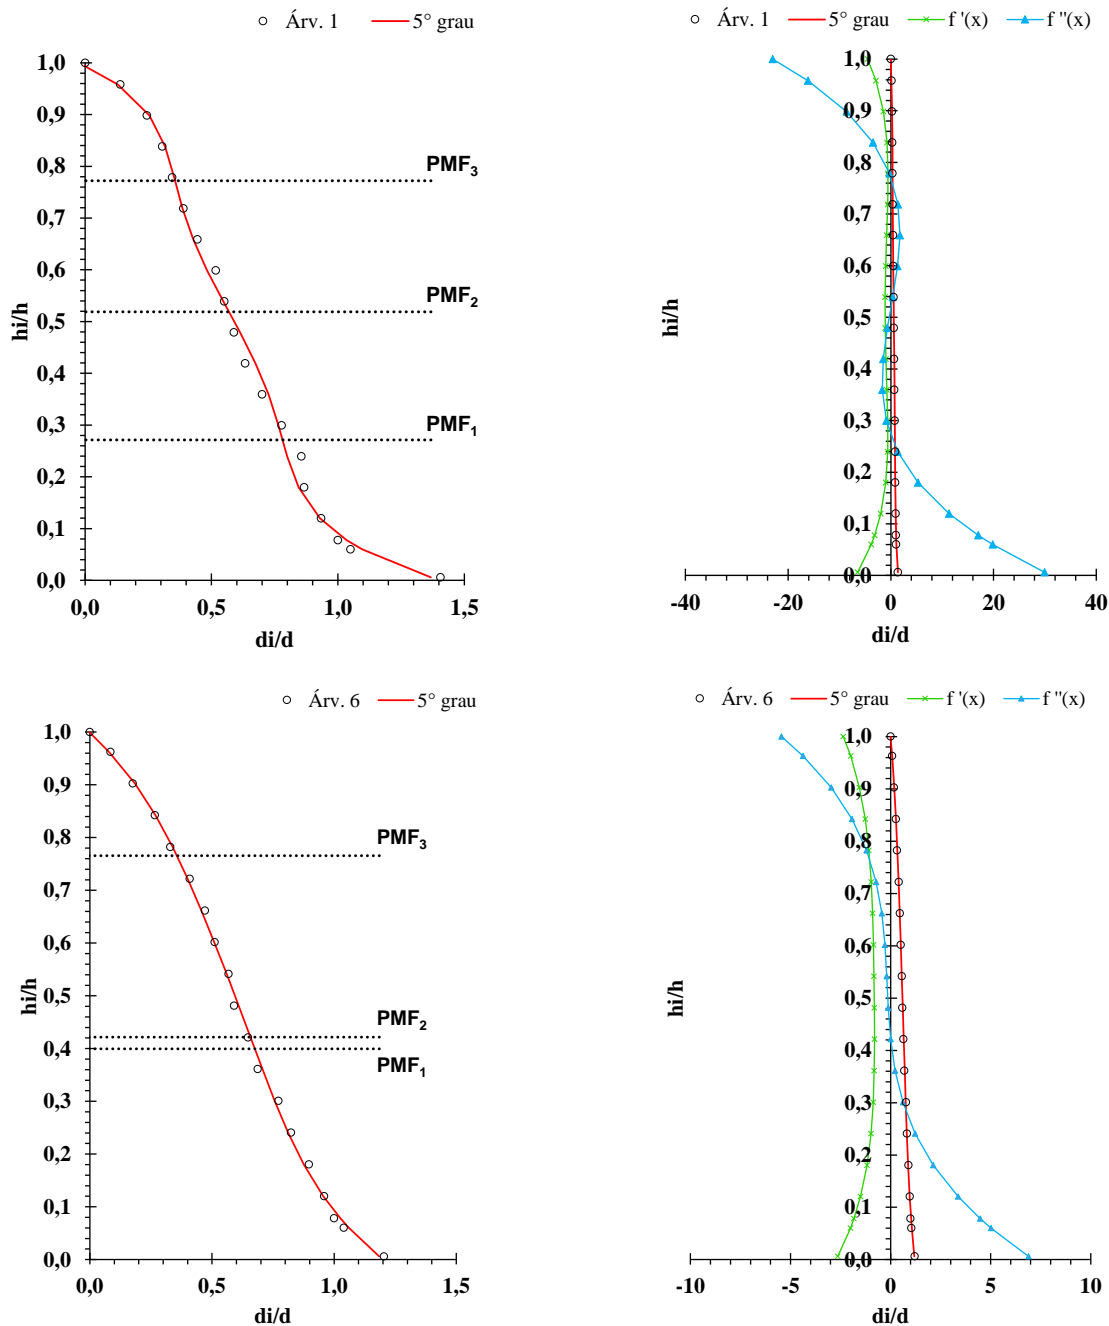 Árv. 1 5° grau
1,0
0,9
0,8
0,7
0,6
0,5
0,4
0,3
0,2
0,1
0,0
hi/h
PMF3
PMF2
PMF1
0,0 0,5 1,0 1,5
di/d
Árv. 1 5° grau f '(x) f "(x)
1,0
0,9
0,8
0,7
0,6
0,5
0,4
0,3
0,2
0,1
0,0
hi/h
-40 -20 0 20 40
di/d
Árv. 6 5° grau
1,0
0,9
0,8
0,7
0,6
0,5
0,4
0,3
0,2
0,1
0,0
hi/h
PMF3
PMF2
PMF1
0,0 0,5 1,0 1,5
di/d
Árv. 6 5° grau f '(x) f "(x)
1,0
0,9
0,8
0,7
0,6
0,5
0,4
0,3
0,2
0,1
0,0
hi/h
-10 -5 0 5 10
di/d